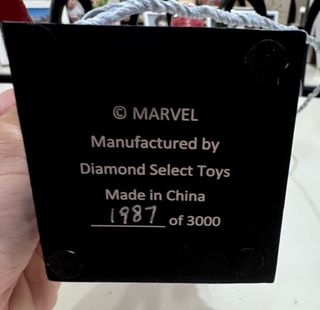 © MARVEL
Manufactured by
Diamond Select Toys
Made in China
1987 of 3000